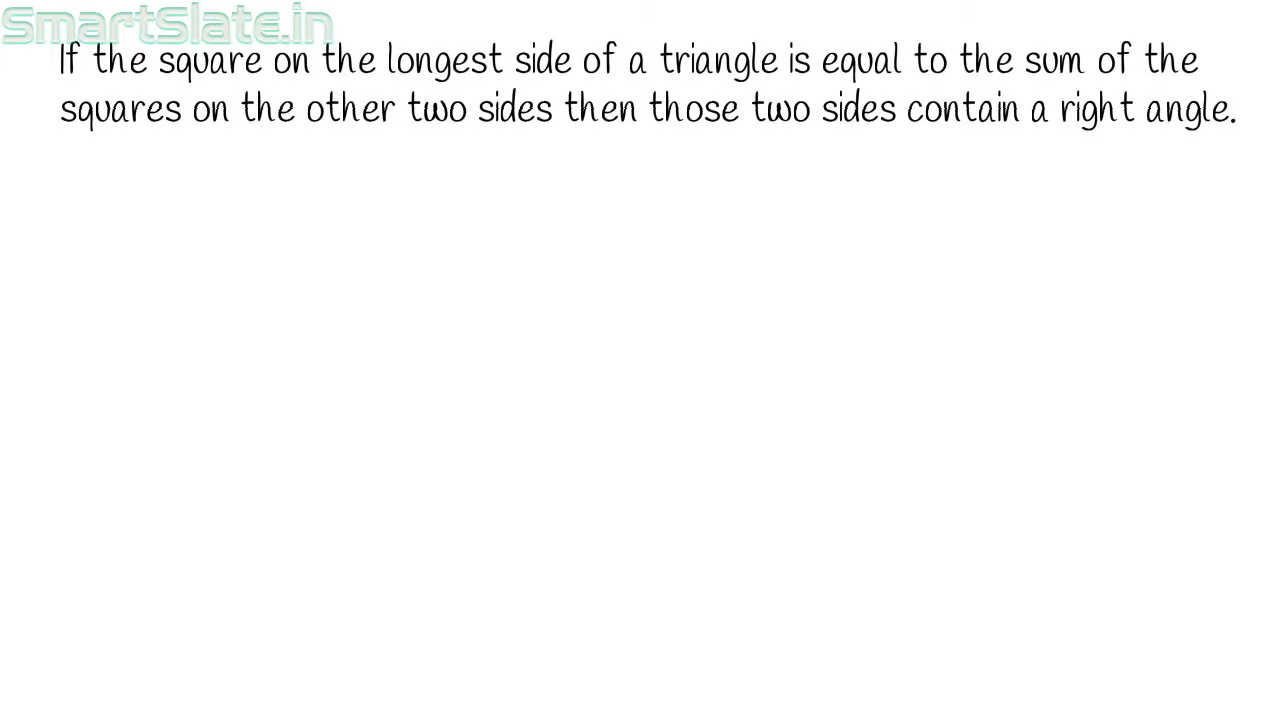 SmartSlate.in
If the square on the longest side of a triangle is equal to the sum of the
squares on the other two sides then those two sides contain a right angle.